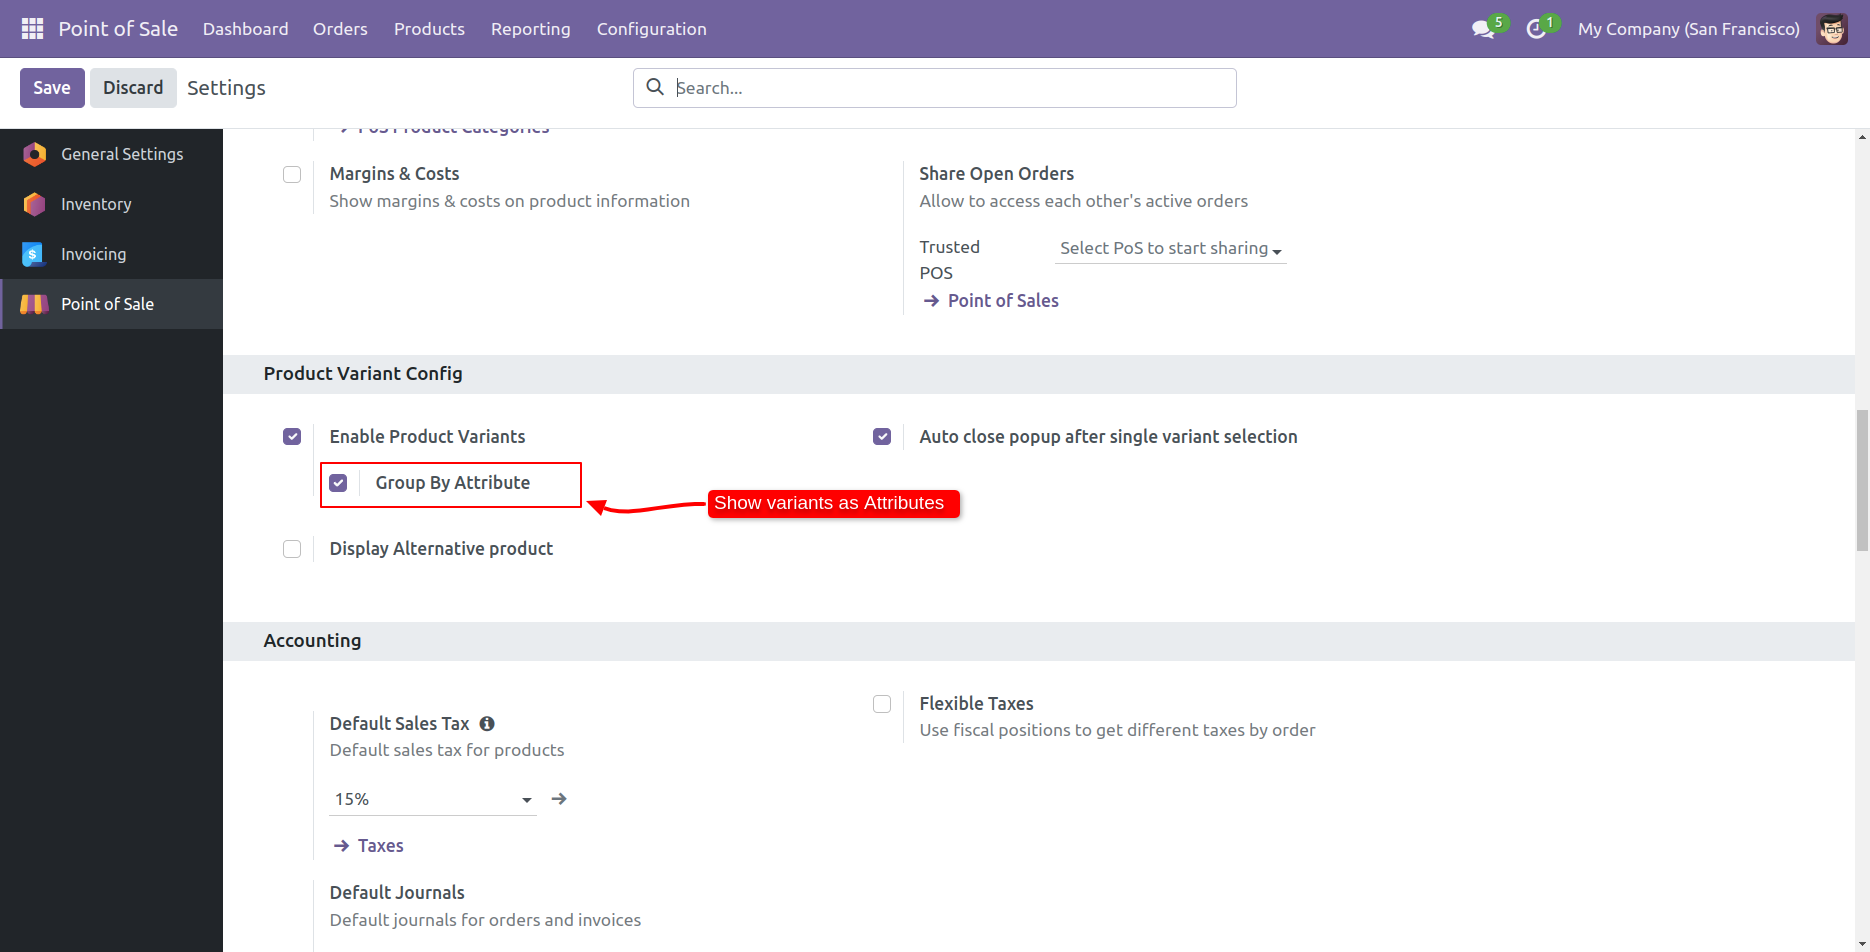 Point of Sale Dashboard Orders Products Reporting Configuration 5 1 My Company (San Francisco)
Save Discard Settings Search...
PoS Product Categories
General Settings
Inventory
Invoicing
Point of Sale
Margins & Costs
Show margins & costs on product information
Share Open Orders
Allow to access each other's active orders
Trusted
POS
Select PoS to start sharing
Point of Sales
Product Variant Config
Enable Product Variants
Group By Attribute
Auto close popup after single variant selection
Show variants as Attributes
Display Alternative product
Accounting
Default Sales Tax
Default sales tax for products
15%
Taxes
Flexible Taxes
Use fiscal positions to get different taxes by order
Default Journals
Default journals for orders and invoices